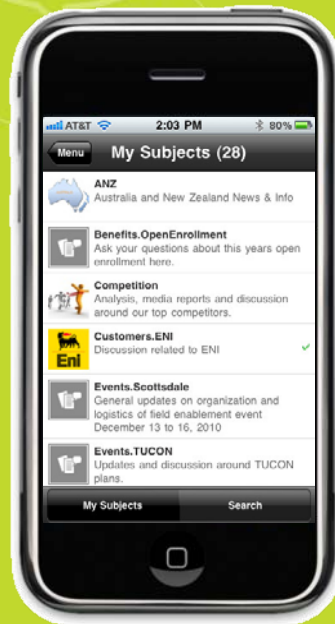 AT&T 2:03 PM 80%
Menu My Subjects (28)
ANZ
Australia and New Zealand News & Info
Benefits.OpenEnrollment
Ask your questions about this years open
enrollment here.
Competition
Analysis, media reports and discussion
around our top competitors.
Customers.ENI
Discussion related to ENI
Eni
Events.Scottsdale
General updates on organization and
logistics of field enablement event
December 13 to 16, 2010
Events.TUCON
Updates and discussion around TUCON
plans.
My Subjects Search